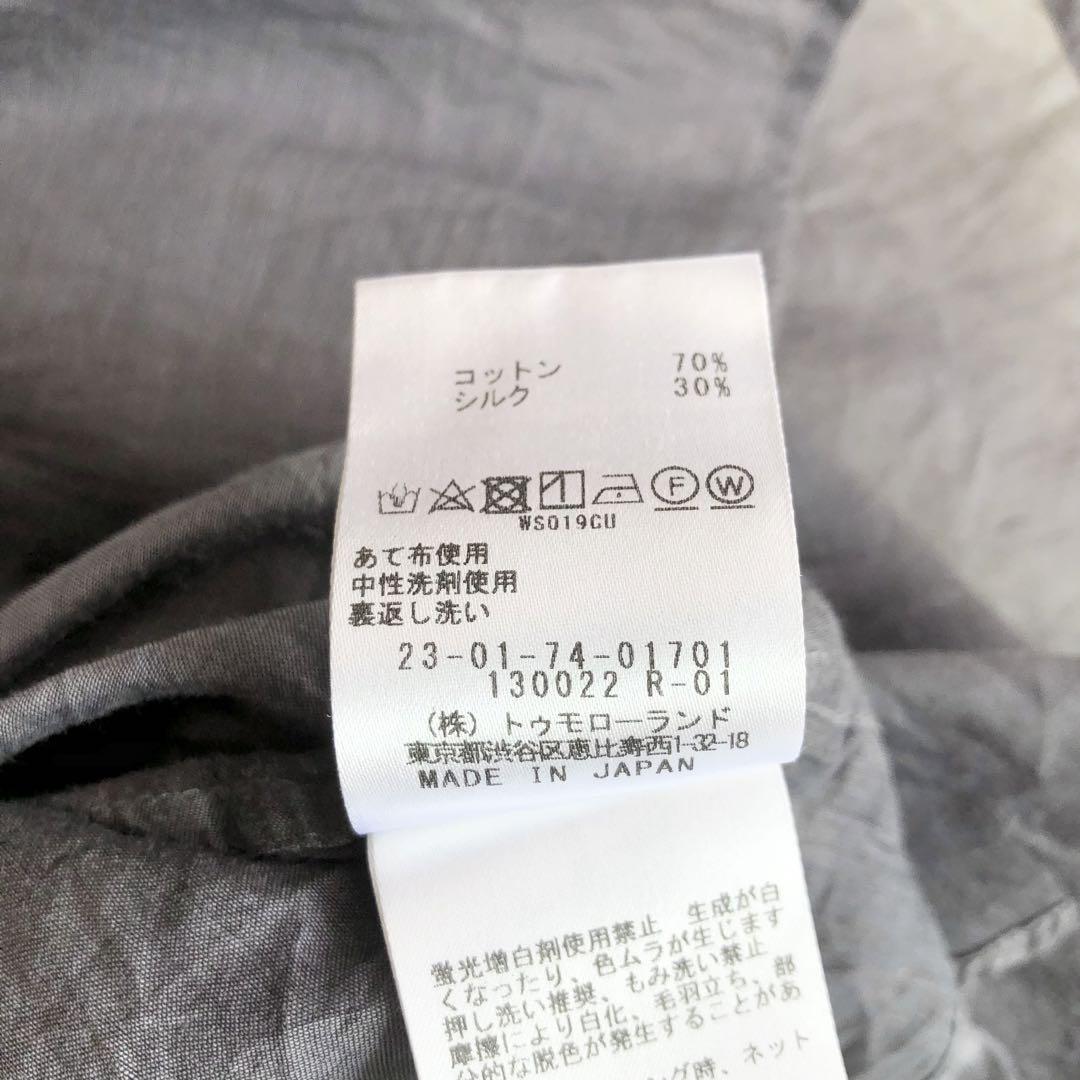 コットン 70%
シルク 30%
F W
WS019CU
あて布使用
中性洗剤使用
裏返し洗い
23-01-74-01701
130022 R-01
(株) トゥモローランド
東京都渋谷区恵比寿西1-32-18
MADE IN JAPAN
蛍光増白剤使用禁止 生成が白
くなったり、色ムラが生じます
押し洗い推奨、もみ洗い禁止
摩擦により白化、毛羽立ち、部
分的な脱色が発生することがあ
ング時、ネット